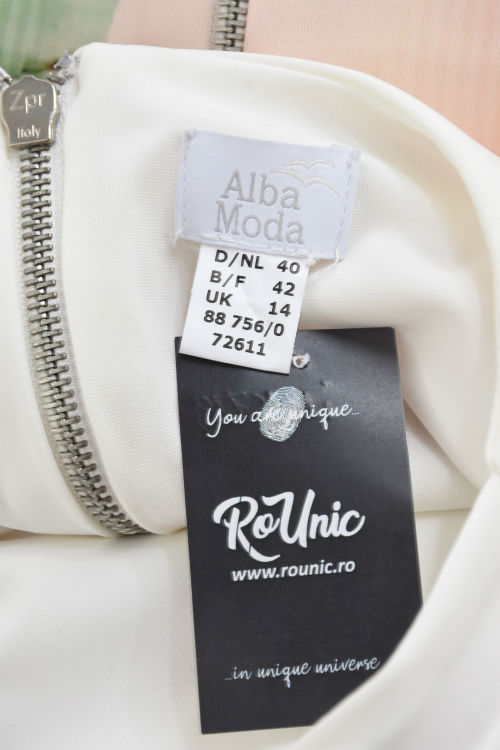 Zpr
Italy
Alba
Moda
D/NL 40
B/F 42
UK 14
88 756/0
72611
You are unique...
RoUnic
www.rounic.ro
...in unique universe